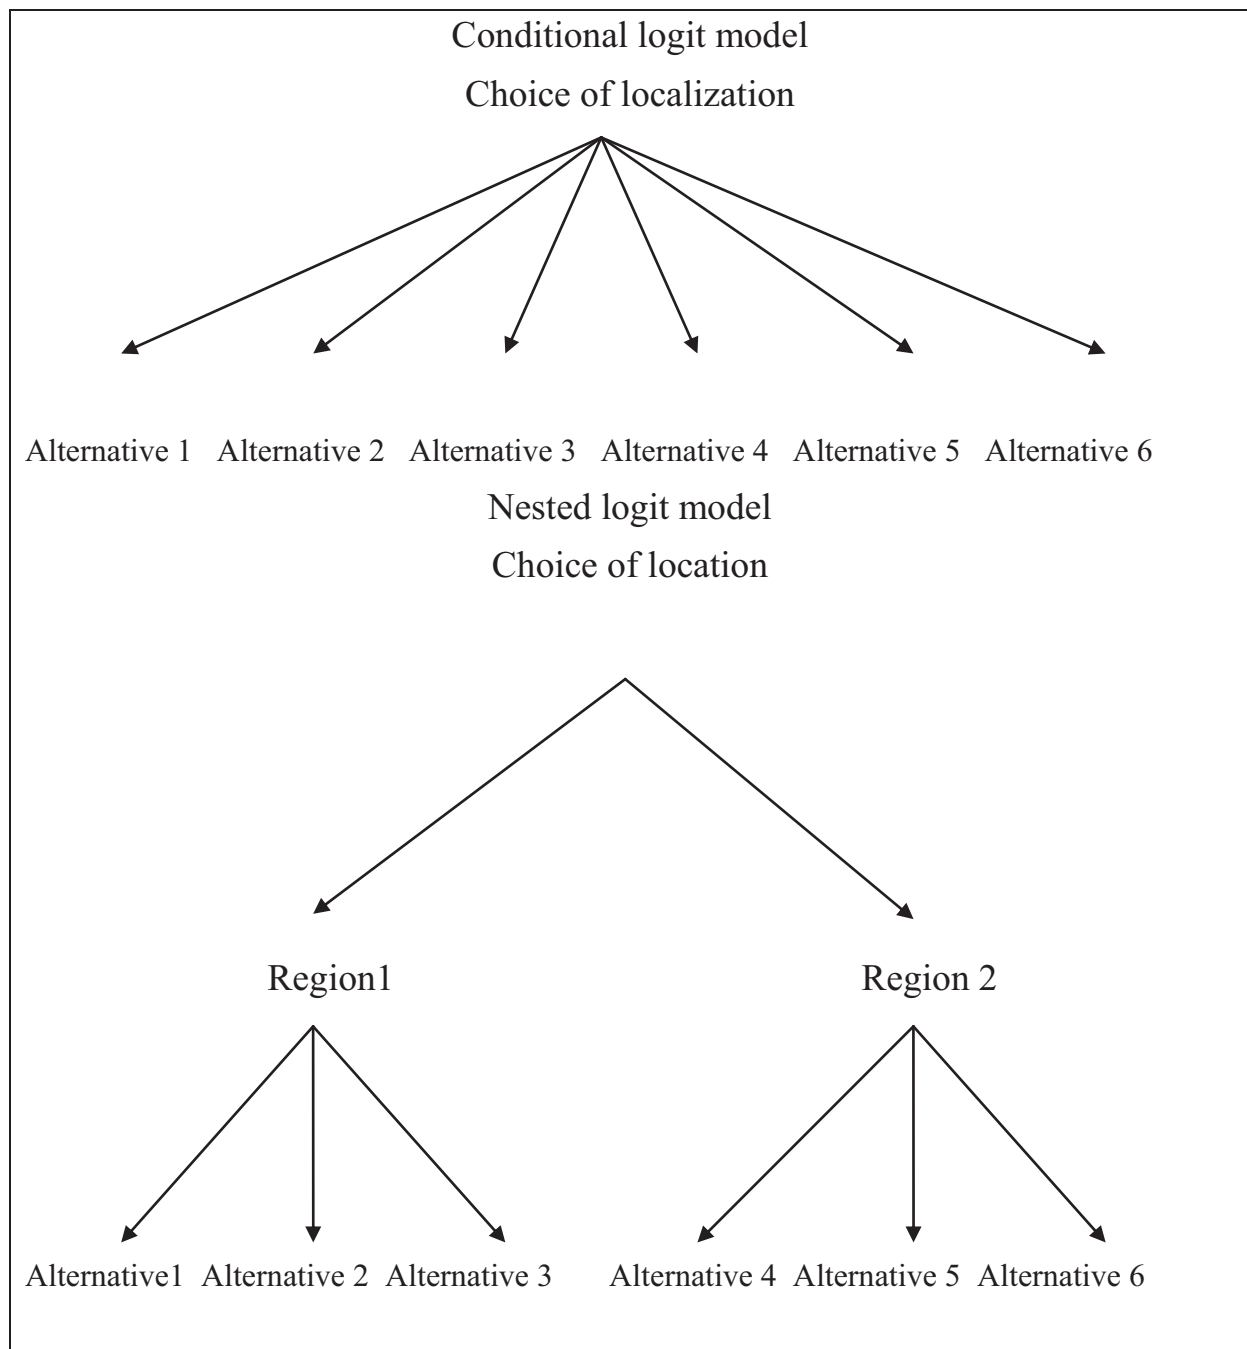 Conditional logit model
Choice of localization
Alternative 1 Alternative 2 Alternative 3 Alternative 4 Alternative 5 Alternative 6
Nested logit model
Choice of location
Region1 Region 2
Alternative1 Alternative 2 Alternative 3 Alternative 4 Alternative 5 Alternative 6